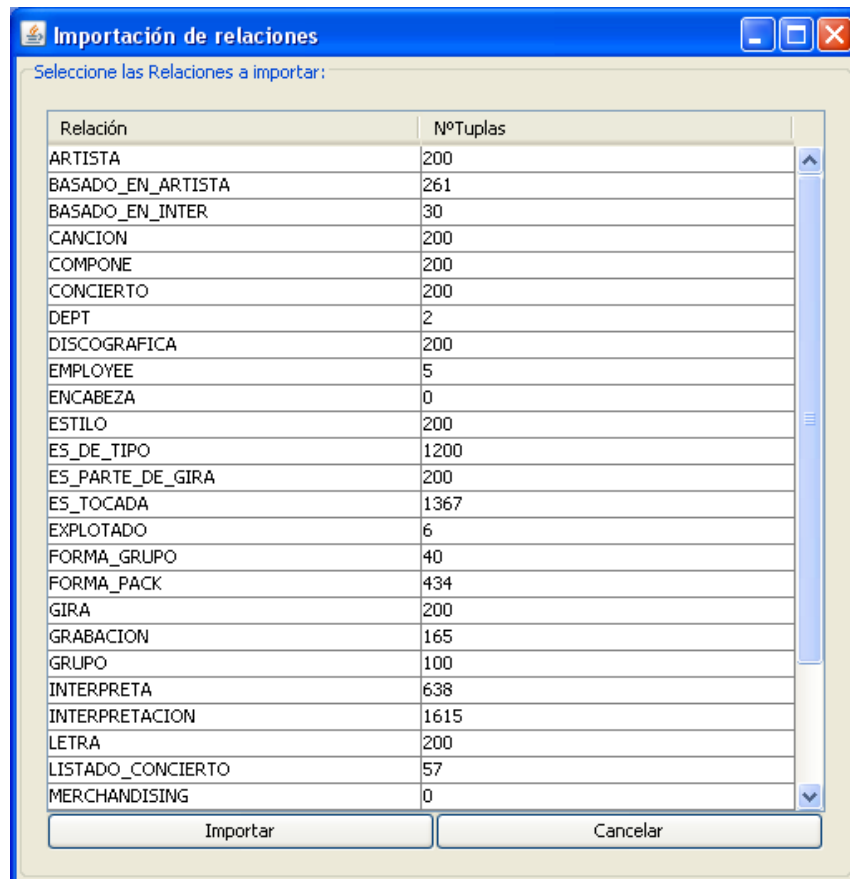 Importación de relaciones
Seleccione las Relaciones a importar:
Relación NºTuplas
ARTISTA 200
BASADO_EN_ARTISTA 261
BASADO_EN_INTER 30
CANCION 200
COMPONE 200
CONCIERTO 200
DEPT 2
DISCOGRAFICA 200
EMPLOYEE 5
ENCABEZA 0
ESTILO 200
ES_DE_TIPO 1200
ES_PARTE_DE_GIRA 200
ES_TOCADA 1367
EXPLOTADO 6
FORMA_GRUPO 40
FORMA_PACK 434
GIRA 200
GRABACION 165
GRUPO 100
INTERPRETA 638
INTERPRETACION 1615
LETRA 200
LISTADO_CONCIERTO 57
MERCHANDISING 0
Importar Cancelar